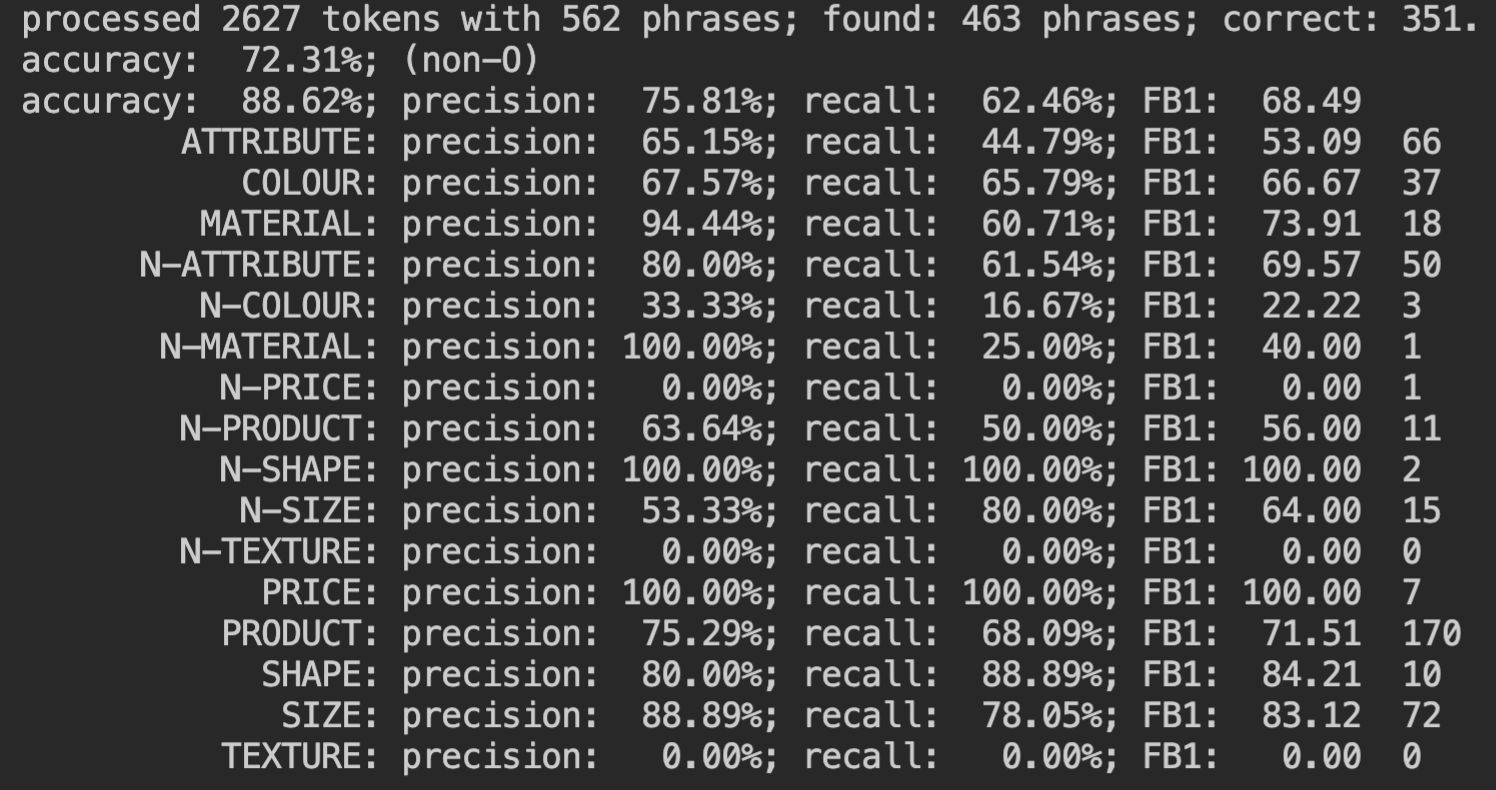 processed 2627 tokens with 562 phrases; found: 463 phrases; correct: 351.
accuracy:  72.31%; (non-O)
accuracy:  88.62%; precision:  75.81%; recall:  62.46%; FB1:  68.49
ATTRIBUTE: precision:  65.15%; recall:  44.79%; FB1:  53.09  66
COLOUR: precision:  67.57%; recall:  65.79%; FB1:  66.67  37
MATERIAL: precision:  94.44%; recall:  60.71%; FB1:  73.91  18
N-ATTRIBUTE: precision:  80.00%; recall:  61.54%; FB1:  69.57  50
N-COLOUR: precision:  33.33%; recall:  16.67%; FB1:  22.22  3
N-MATERIAL: precision: 100.00%; recall:  25.00%; FB1:  40.00  1
N-PRICE: precision:   0.00%; recall:   0.00%; FB1:   0.00  1
N-PRODUCT: precision:  63.64%; recall:  50.00%; FB1:  56.00  11
N-SHAPE: precision: 100.00%; recall: 100.00%; FB1: 100.00  2
N-SIZE: precision:  53.33%; recall:  80.00%; FB1:  64.00  15
N-TEXTURE: precision:   0.00%; recall:   0.00%; FB1:   0.00  0
PRICE: precision: 100.00%; recall: 100.00%; FB1: 100.00  7
PRODUCT: precision:  75.29%; recall:  68.09%; FB1:  71.51  170
SHAPE: precision:  80.00%; recall:  88.89%; FB1:  84.21  10
SIZE: precision:  88.89%; recall:  78.05%; FB1:  83.12  72
TEXTURE: precision:   0.00%; recall:   0.00%; FB1:   0.00  0